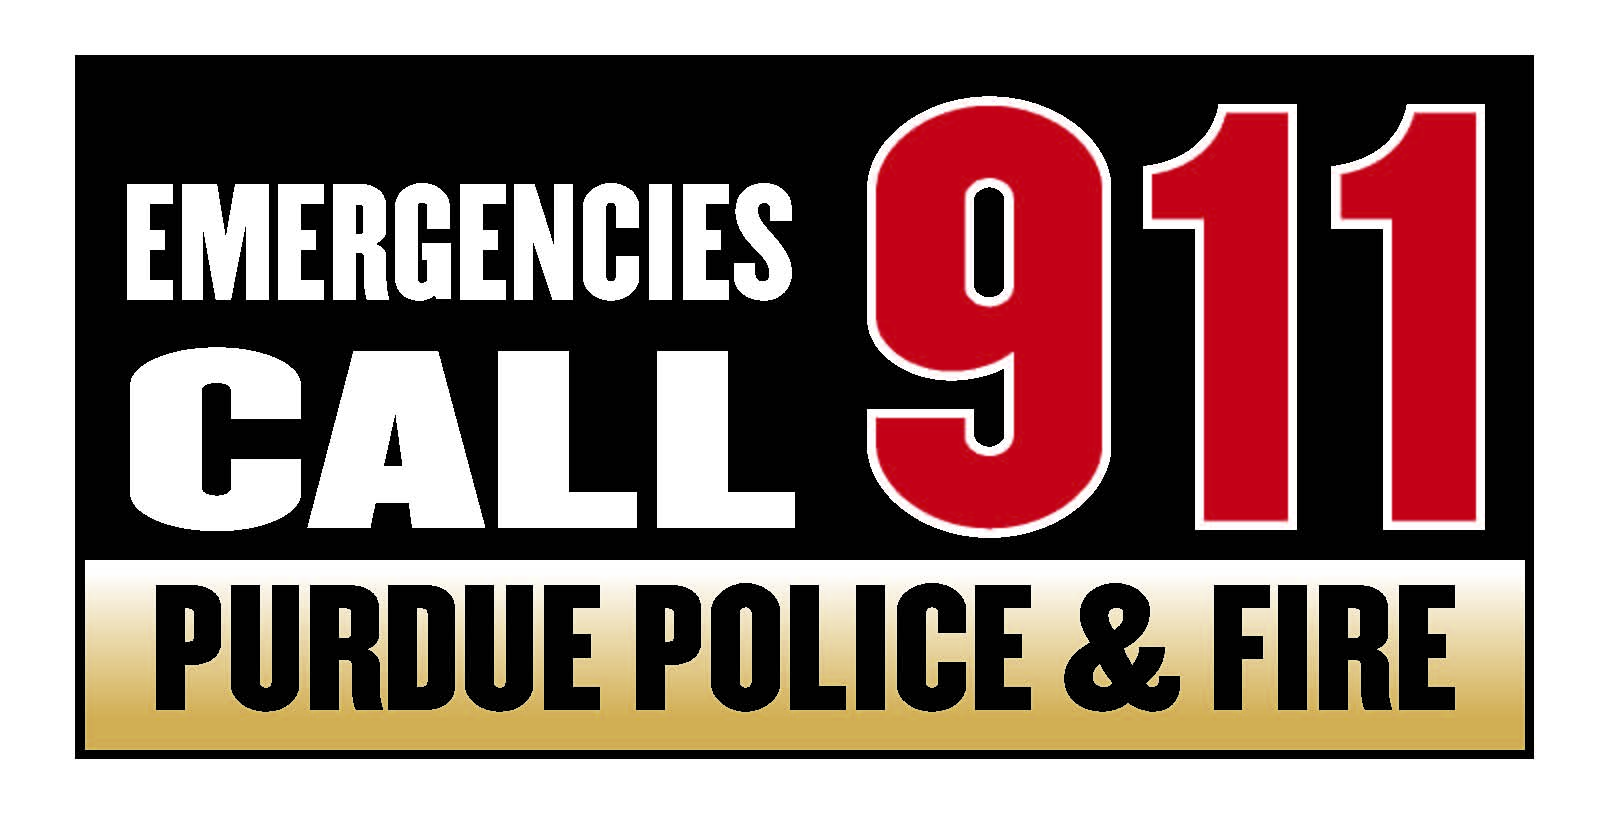 EMERGENCIES
CALL 911
PURDUE POLICE & FIRE